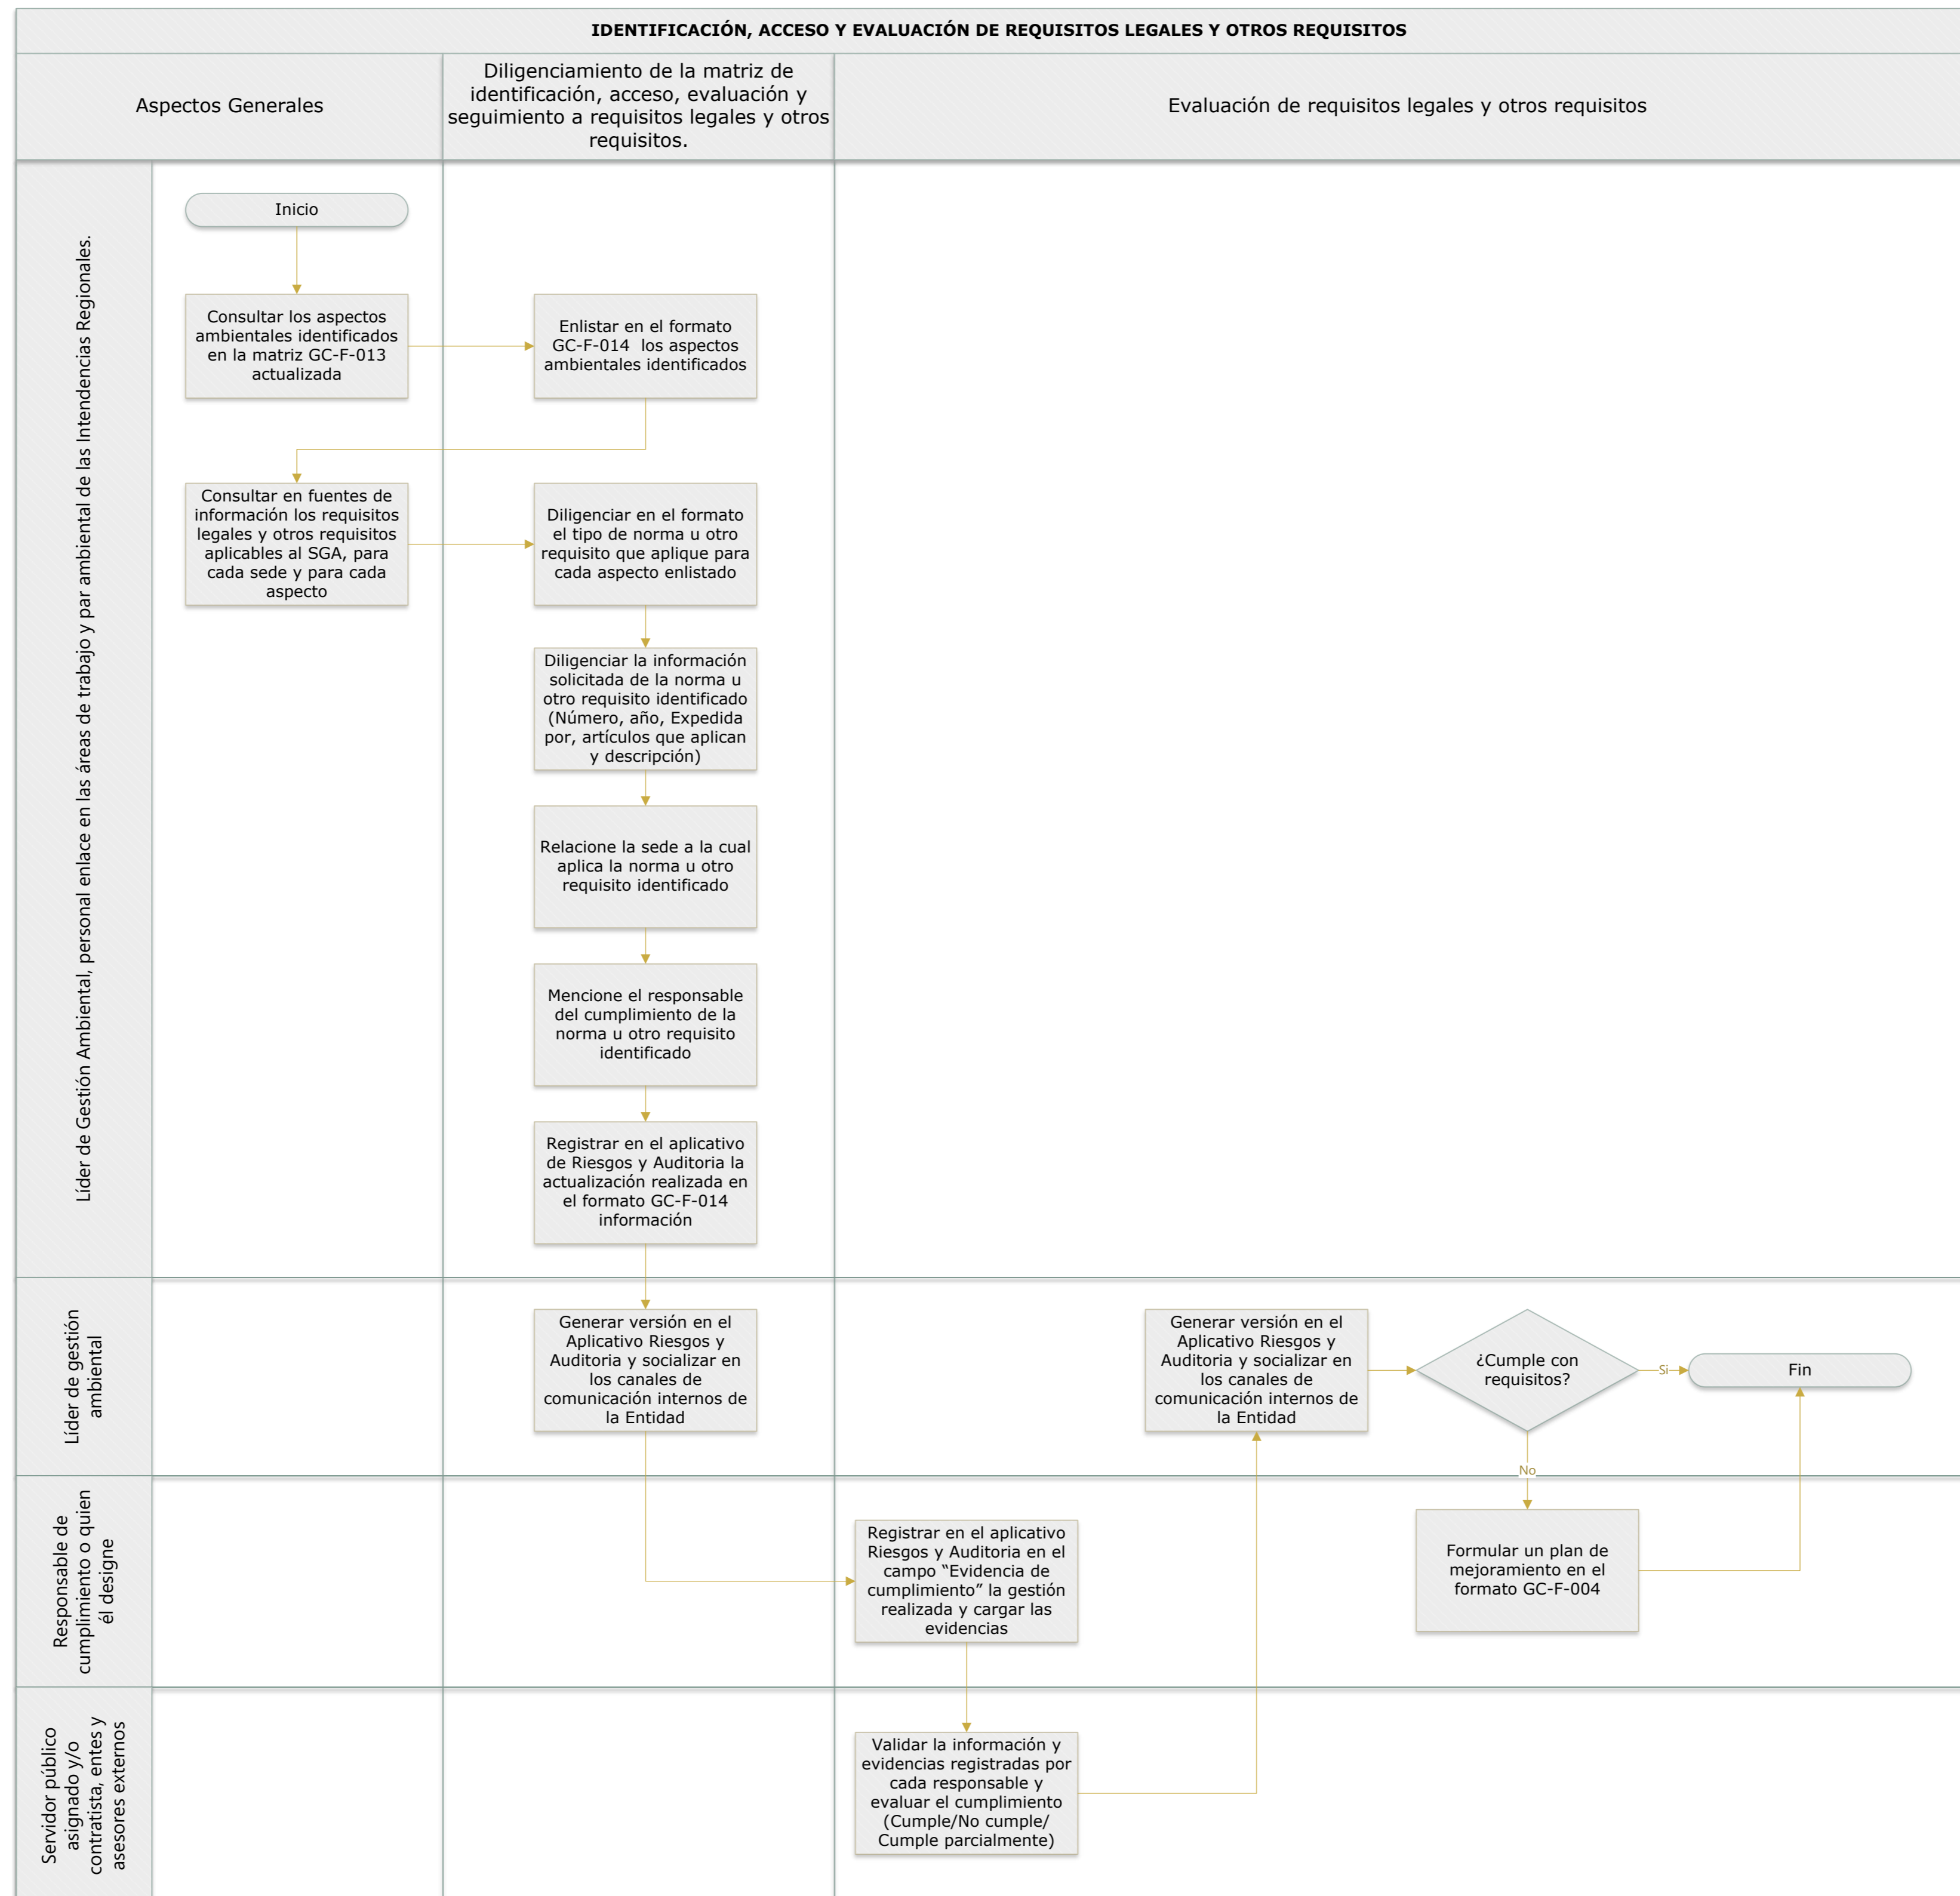 IDENTIFICACIÓN, ACCESO Y EVALUACIÓN DE REQUISITOS LEGALES Y OTROS REQUISITOS
Aspectos Generales
Diligenciamiento de la matriz de
identificación, acceso, evaluación y
seguimiento a requisitos legales y otros
requisitos.
Evaluación de requisitos legales y otros requisitos
Líder de Gestión Ambiental, personal enlace en las áreas de trabajo y par ambiental de las Intendencias Regionales.
Inicio
Consultar los aspectos
ambientales identificados
en la matriz GC-F-013
actualizada
Enlistar en el formato
GC-F-014 los aspectos
ambientales identificados
Consultar en fuentes de
información los requisitos
legales y otros requisitos
aplicables al SGA, para
cada sede y para cada
aspecto
Diligenciar en el formato
el tipo de norma u otro
requisito que aplique para
cada aspecto enlistado
Diligenciar la información
solicitada de la norma u
otro requisito identificado
(Número, año, Expedida
por, artículos que aplican
y descripción)
Relacione la sede a la cual
aplica la norma u otro
requisito identificado
Mencione el responsable
del cumplimiento de la
norma u otro requisito
identificado
Registrar en el aplicativo
de Riesgos y Auditoria la
actualización realizada en
el formato GC-F-014
información
Líder de gestión
ambiental
Generar versión en el
Aplicativo Riesgos y
Auditoria y socializar en
los canales de
comunicación internos de
la Entidad
Generar versión en el
Aplicativo Riesgos y
Auditoria y socializar en
los canales de
comunicación internos de
la Entidad
¿Cumple con
requisitos?
Si
Fin
No
Responsable de
cumplimiento o quien
él designe
Registrar en el aplicativo
Riesgos y Auditoria en el
campo “Evidencia de
cumplimiento” la gestión
realizada y cargar las
evidencias
Formular un plan de
mejoramiento en el
formato GC-F-004
Servidor público
asignado y/o
contratista, entes y
asesores externos
Validar la información y
evidencias registradas por
cada responsable y
evaluar el cumplimiento
(Cumple/No cumple/
Cumple parcialmente)